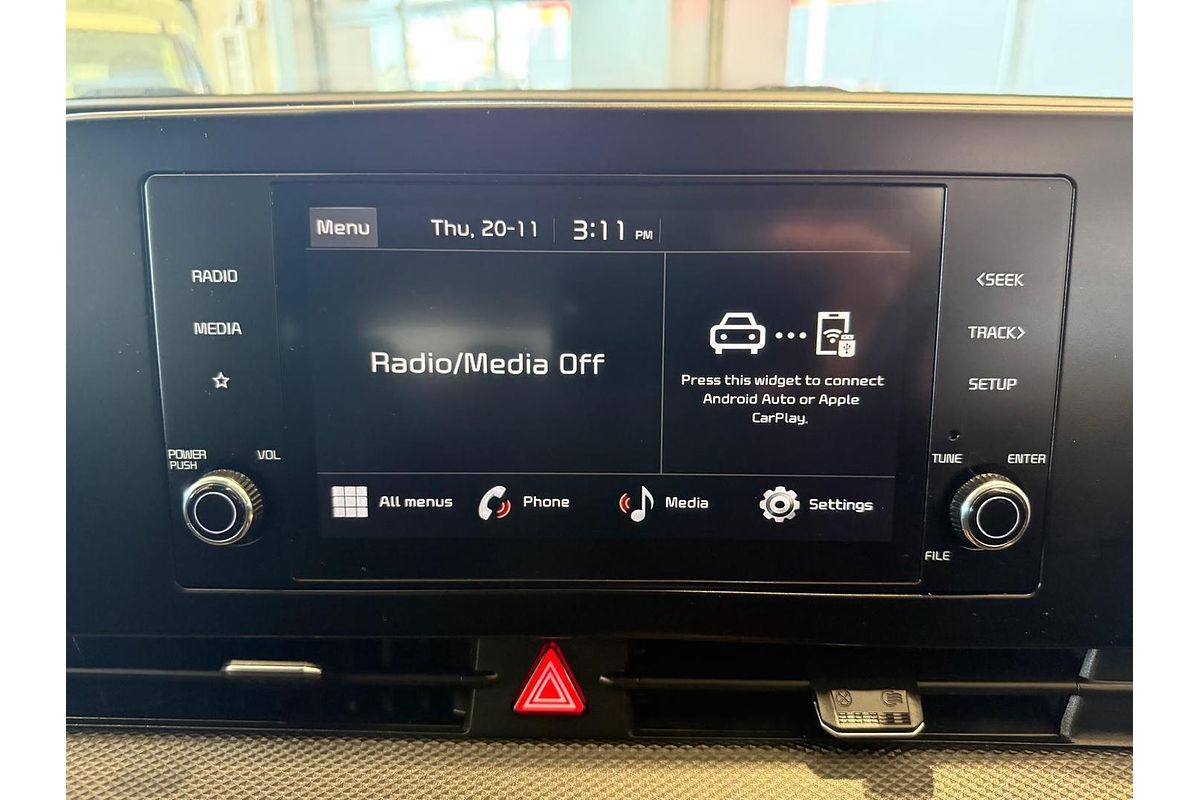 Menu
Thu, 20-11
3:11 PM
RADIO
MEDIA
POWER
PUSH
VOL
Radio/Media Off
Press this widget to connect
Android Auto or Apple
CarPlay.
All menus
Phone
Media
Settings
<SEEK
TRACK>
SETUP
TUNE
ENTER
FILE